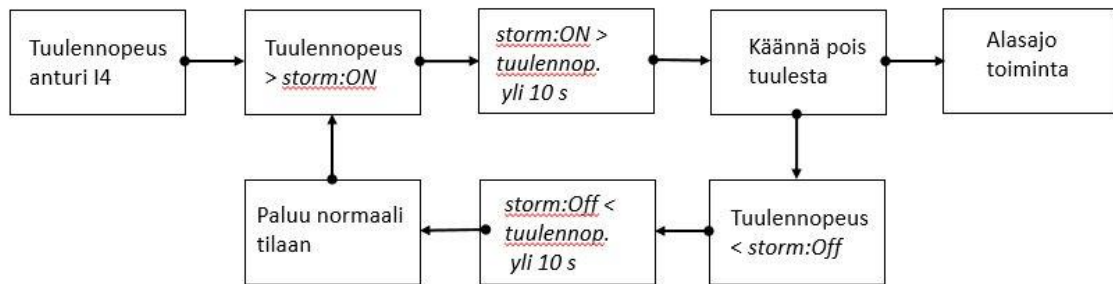 Tuulennopeus
anturi I4
Tuulennopeus
> storm:ON
storm:ON >
tuulennop.
yli 10 s
Käännä pois
tuulesta
Alasajo
toiminta
Paluu normaali
tilaan
storm:Off <
tuulennop.
yli 10 s
Tuulennopeus
< storm:Off